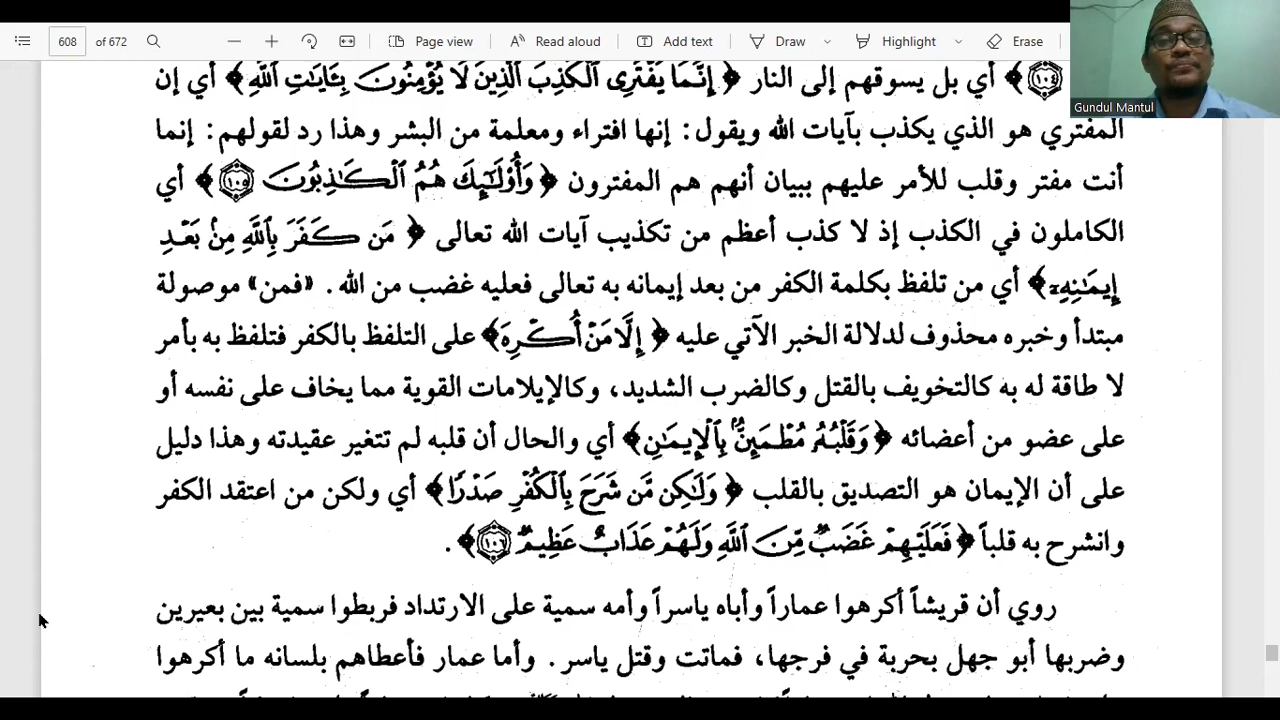 608 of 672 Page view Read aloud Add text Draw Highlight Erase
Gundul Mantul
﴿١٠٤﴾ أي بل يسوقهم إلى النار ﴿ إِنَّمَا يَفْتَرِى ٱلْكَذِبَ ٱلَّذِينَ لَا يُؤْمِنُونَ بِـَٔايَـٰتِ ٱللَّهِ ﴾ أي إن
المفتري هو الذي يكذب بآيات الله ويقول: إنها افتراء ومعلمة من البشر وهذا رد لقولهم: إنما
أنت مفتر وقلب للأمر عليهم ببيان أنهم هم المفترون ﴿ وَأُوْلَـٰٓئِكَ هُمُ ٱلْكَـٰذِبُونَ ١٠٥ ﴾ أي
الكاملون في الكذب إذ لا كذب أعظم من تكذيب آيات الله تعالى ﴿ مَن كَفَرَ بِٱللَّهِ مِنۢ بَعْدِ
إِيمَـٰنِهِۦ ﴾ أي من تلفظ بكلمة الكفر من بعد إيمانه به تعالى فعليه غضب من الله. «فمن» موصولة
مبتدأ وخبره محذوف لدلالة الخبر الآتي عليه ﴿ إِلَّا مَنْ أُكْرِهَ ﴾ على التلفظ بالكفر فتلفظ به بأمر
لا طاقة له به كالتخويف بالقتل وكالضرب الشديد، وكالإيلامات القوية مما يخاف على نفسه أو
على عضو من أعضائه ﴿ وَقَلْبُهُۥ مُطْمَئِنٌّۢ بِٱلْإِيمَـٰنِ ﴾ أي والحال أن قلبه لم تتغير عقيدته وهذا دليل
على أن الإيمان هو التصديق بالقلب ﴿ وَلَـٰكِن مَّن شَرَحَ بِٱلْكُفْرِ صَدْرًا ﴾ أي ولكن من اعتقد الكفر
وانشرح به قلباً ﴿ فَعَلَيْهِمْ غَضَبٌ مِّنَ ٱللَّهِ وَلَهُمْ عَذَابٌ عَظِيمٌ ١٠٦ ﴾.
روي أن قريشاً أكرهوا عماراً وأباه ياسراً وأمه سمية على الارتداد فربطوا سمية بين بعيرين
وضربها أبو جهل بحربة في فرجها، فماتت وقتل ياسر. وأما عمار فأعطاهم بلسانه ما أكرهوا